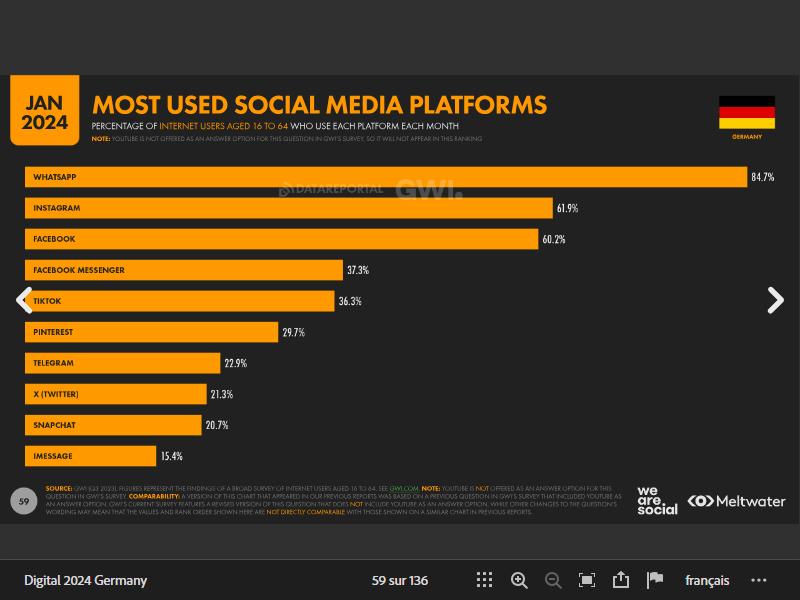 JAN
2024
MOST USED SOCIAL MEDIA PLATFORMS
PERCENTAGE OF INTERNET USERS AGED 16 TO 64 WHO USE EACH PLATFORM EACH MONTH
NOTE: YOUTUBE IS NOT OFFERED AS AN ANSWER OPTION FOR THIS QUESTION IN GWI'S SURVEY, SO IT WILL NOT APPEAR IN THIS RANKING
GERMANY
WHATSAPP 84.7%
DATAREPORTAL GWI.
INSTAGRAM 61.9%
FACEBOOK 60.2%
FACEBOOK MESSENGER 37.3%
TIKTOK 36.3%
PINTEREST 29.7%
TELEGRAM 22.9%
X (TWITTER) 21.3%
SNAPCHAT 20.7%
IMESSAGE 15.4%
59
SOURCE: GWI (Q3 2023). FIGURES REPRESENT THE FINDINGS OF A BROAD SURVEY OF INTERNET USERS AGED 16 TO 64. SEE GWI.COM. NOTE: YOUTUBE IS NOT OFFERED AS AN ANSWER OPTION FOR THIS
QUESTION IN GWI'S SURVEY. COMPARABILITY: A VERSION OF THIS CHART THAT APPEARED IN OUR PREVIOUS REPORTS WAS BASED ON A PREVIOUS QUESTION IN GWI'S SURVEY THAT INCLUDED YOUTUBE AS
AN ANSWER OPTION. GWI'S CURRENT SURVEY FEATURES A REVISED VERSION OF THIS QUESTION THAT DOES NOT INCLUDE YOUTUBE AS AN ANSWER OPTION, WHILE OTHER CHANGES TO THE QUESTION'S
WORDING MAY MEAN THAT THE VALUES AND RANK ORDER SHOWN HERE ARE NOT DIRECTLY COMPARABLE WITH THOSE SHOWN ON A SIMILAR CHART IN PREVIOUS REPORTS.
we
are.
social
Meltwater
Digital 2024 Germany
59 sur 136
français